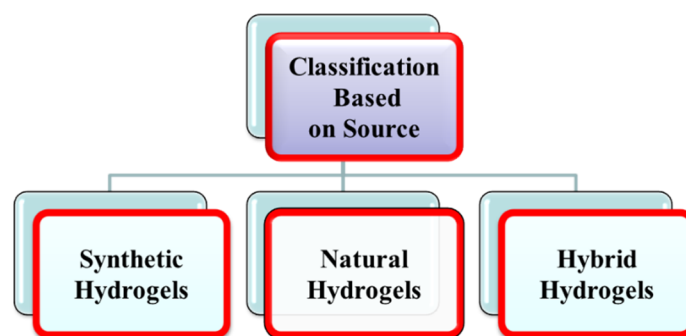 Classification
Based
on Source
Synthetic
Hydrogels
Natural
Hydrogels
Hybrid
Hydrogels